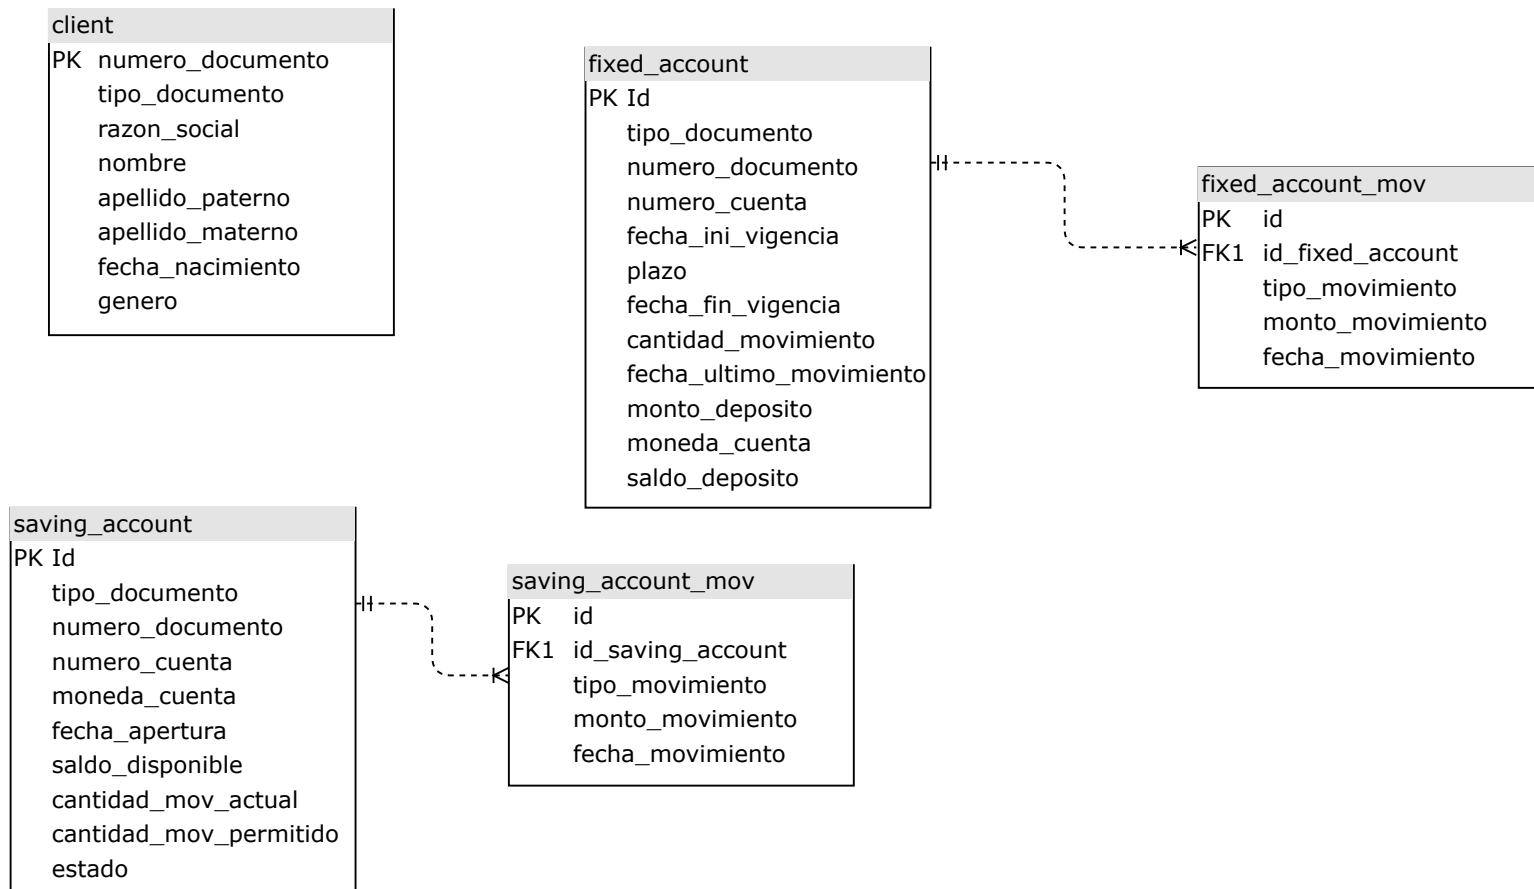 client
PK numero_documento
tipo_documento
razon_social
nombre
apellido_paterno
apellido_materno
fecha_nacimiento
genero
fixed_account
PK Id
tipo_documento
numero_documento
numero_cuenta
fecha_ini_vigencia
plazo
fecha_fin_vigencia
cantidad_movimiento
fecha_ultimo_movimiento
monto_deposito
moneda_cuenta
saldo_deposito
fixed_account_mov
PK id
FK1 id_fixed_account
tipo_movimiento
monto_movimiento
fecha_movimiento
saving_account
PK Id
tipo_documento
numero_documento
numero_cuenta
moneda_cuenta
fecha_apertura
saldo_disponible
cantidad_mov_actual
cantidad_mov_permitido
estado
saving_account_mov
PK id
FK1 id_saving_account
tipo_movimiento
monto_movimiento
fecha_movimiento